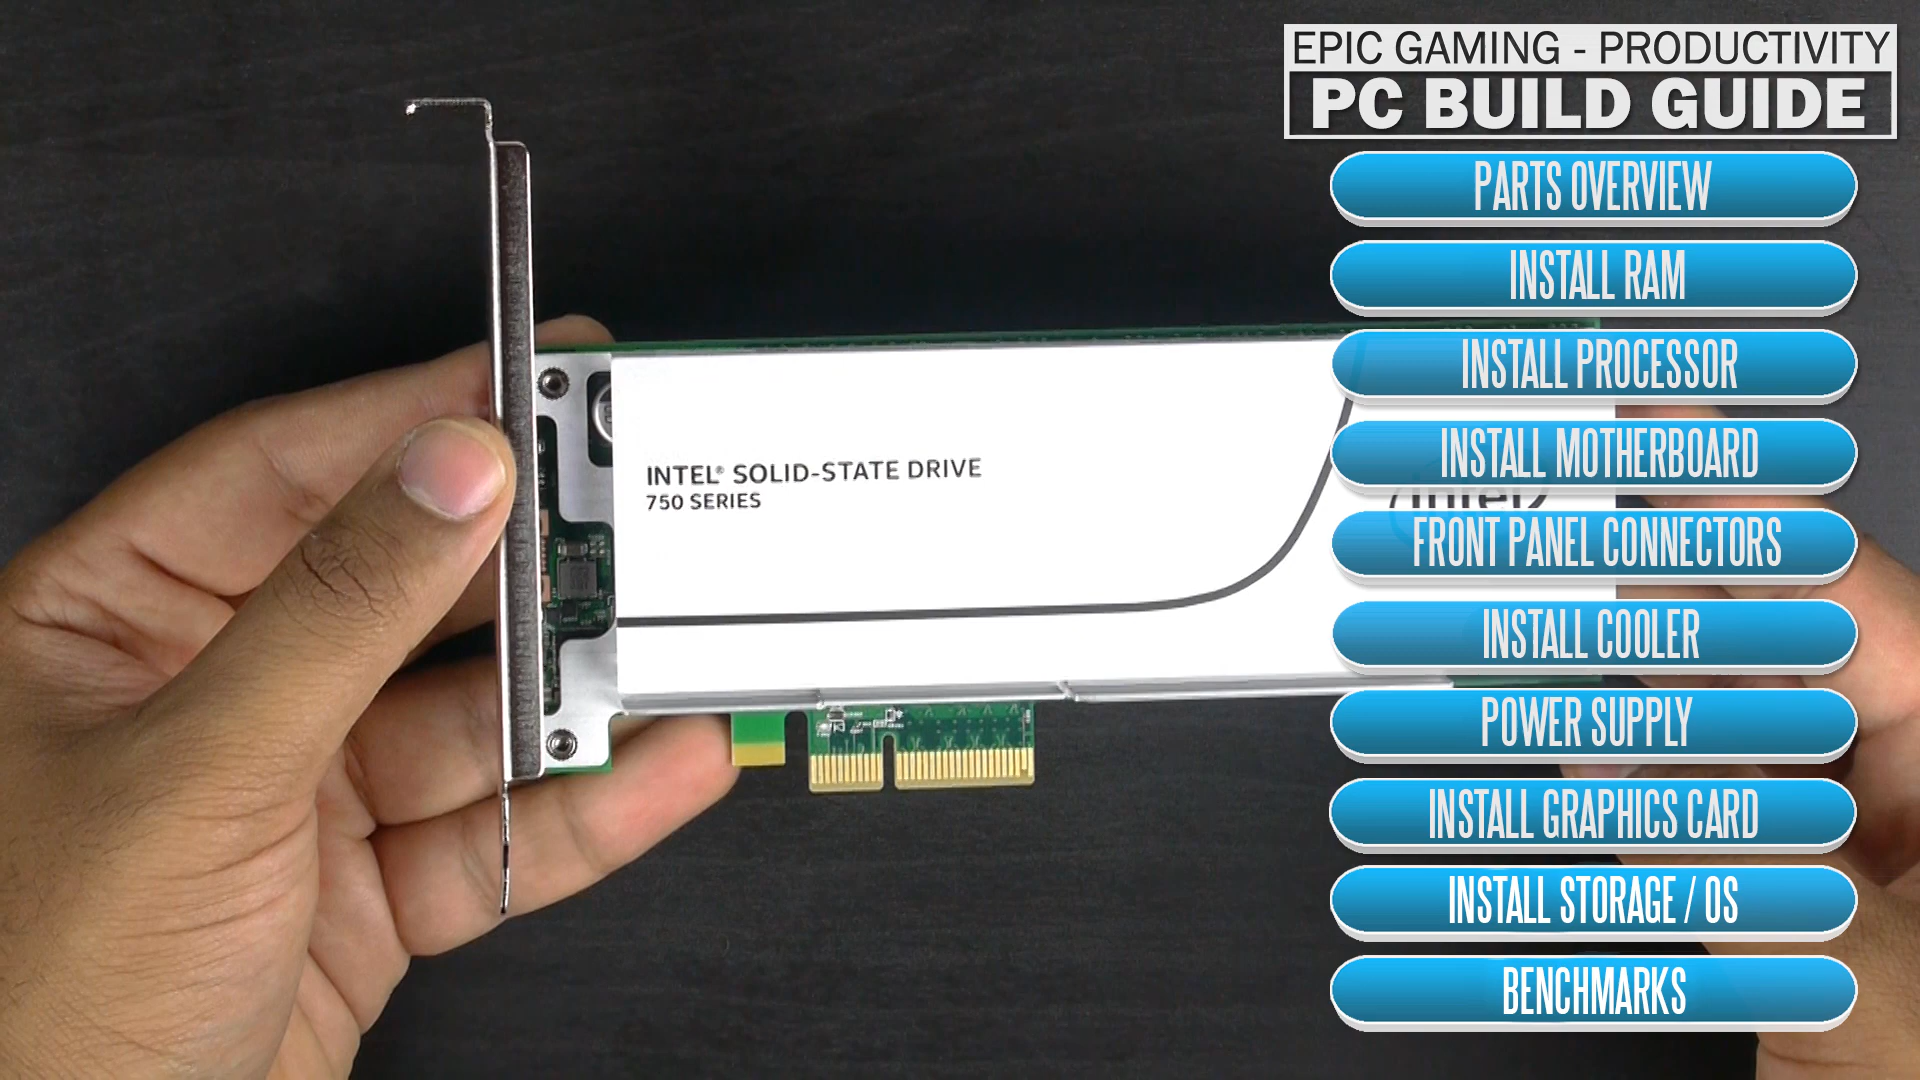 EPIC GAMING - PRODUCTIVITY
PC BUILD GUIDE
PARTS OVERVIEW
INSTALL RAM
INSTALL PROCESSOR
INSTALL MOTHERBOARD
FRONT PANEL CONNECTORS
INSTALL COOLER
POWER SUPPLY
INSTALL GRAPHICS CARD
INSTALL STORAGE / OS
BENCHMARKS
INTEL® SOLID-STATE DRIVE
750 SERIES
intel